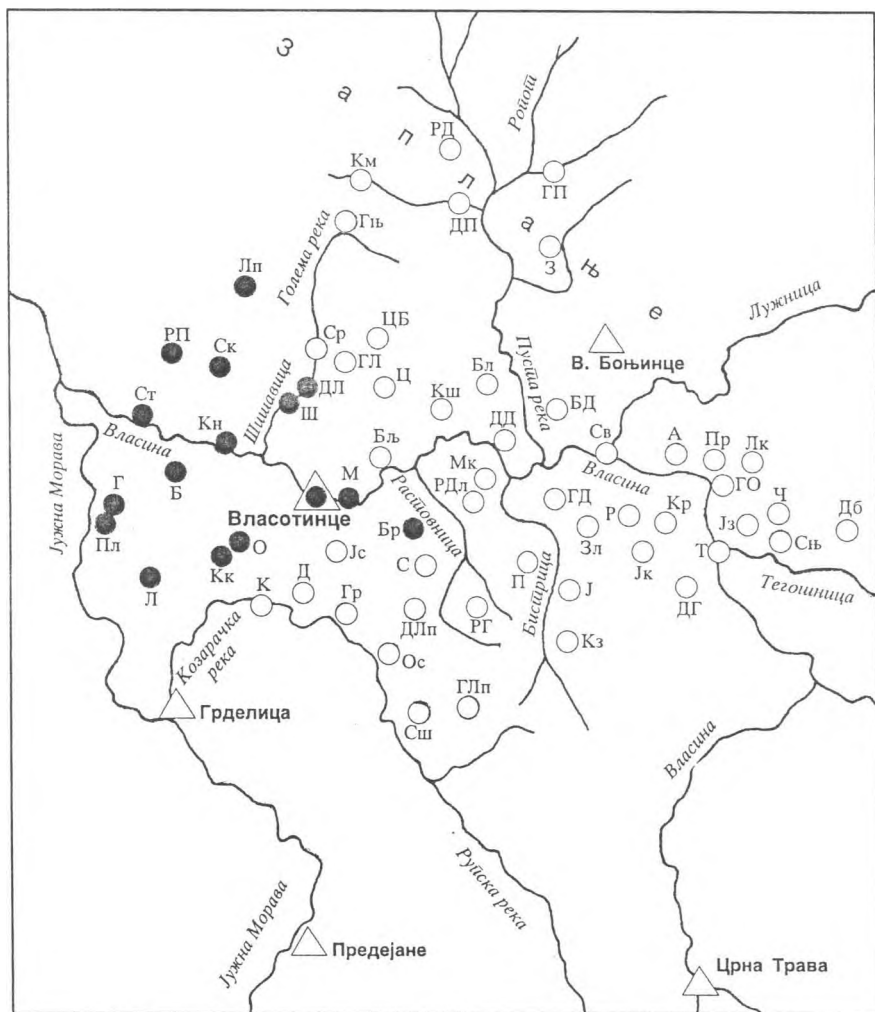 З а п л а њ е
Ројот
РД
Км
ГП
ДП
Гњ
З
Голема река
Лп
Лужница
ЦБ
РП
Ск
Ср
ГЛ
В. Боњинце
Пуста река
Шишавица
Бл
ДЛ
Ц
Ш
Кш
БД
Ст
Кн
Власина
ДД
Св
Бљ
А
Пр
Лк
Јужна Морава
Б
М
Мк
Власина
ГО
Г
Власотинце
Растовница
РДл
ГД
Р
Кр
Ч
Дб
Пл
Бр
Зл
Јз
О
Кк
Јс
С
П
Јк
Т
Сњ
Л
К
Д
Гр
ДЛп
РГ
Бистрица
Ј
ДГ
Тегошница
Козарачка
река
Ос
Кз
Грделица
Сш
ГЛп
Власина
Рупска река
Јужна Морава
Предејане
Црна Трава